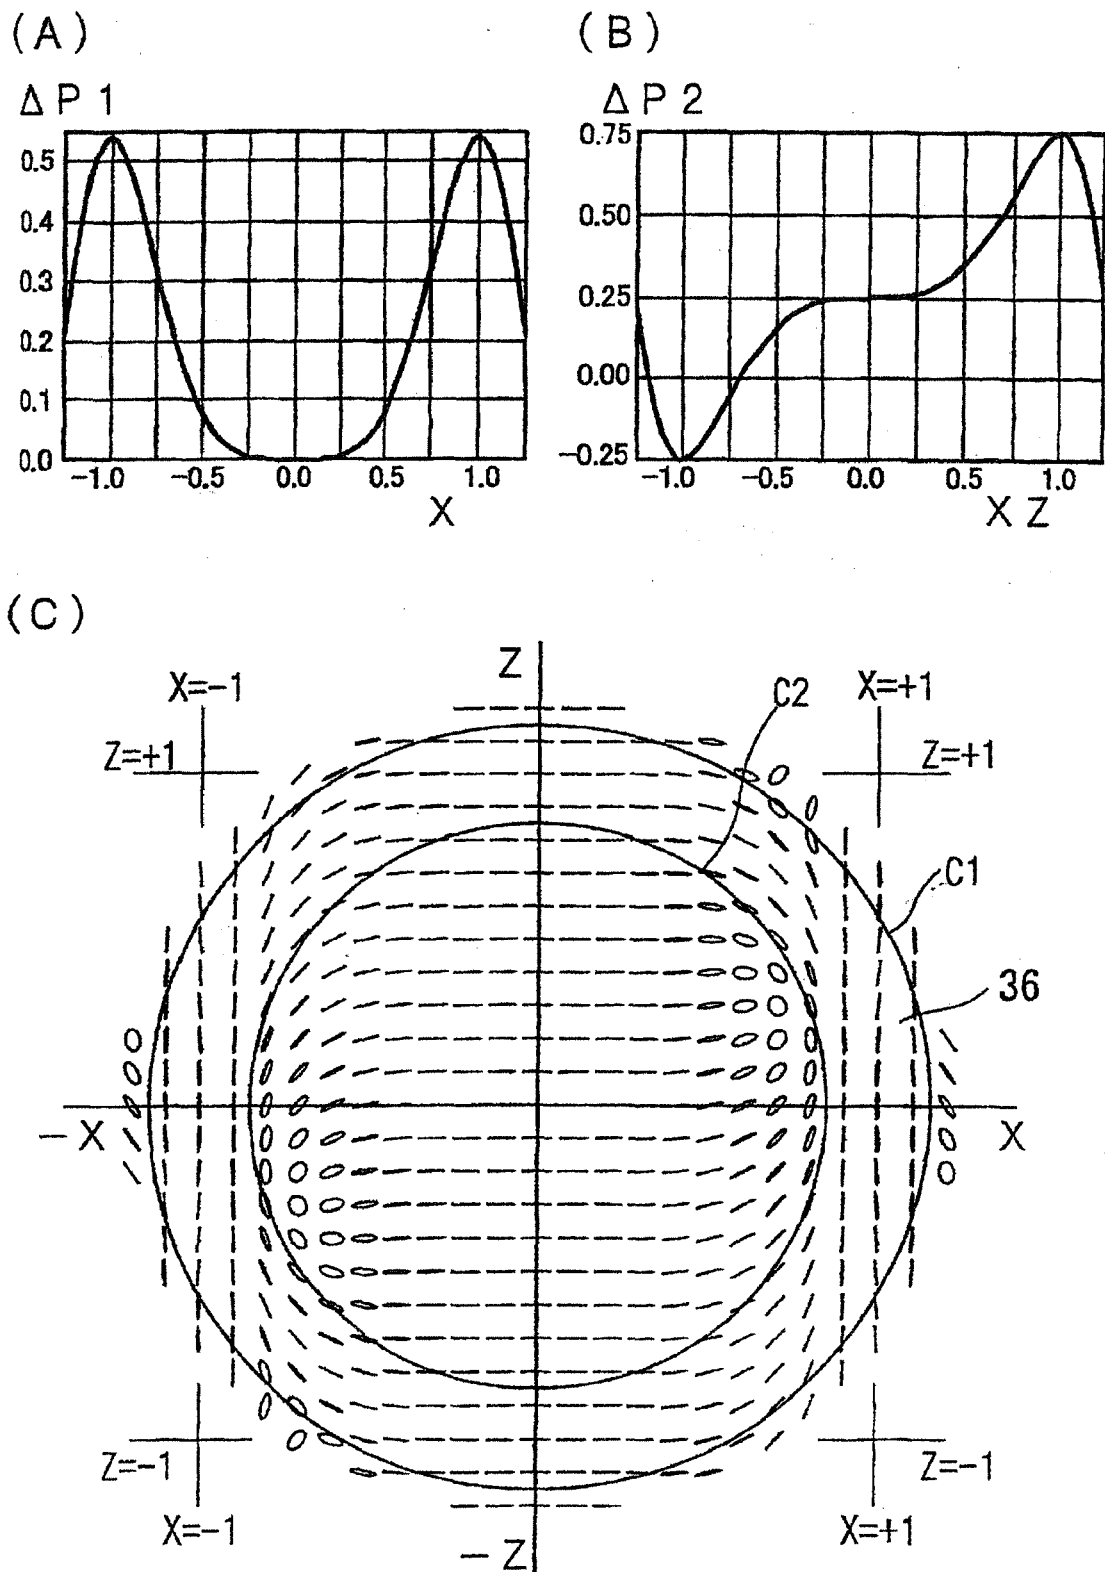 (A)
ΔP1
0.5
0.4
0.3
0.2
0.1
0.0
-1.0 -0.5 0.0 0.5 1.0
X
(B)
ΔP2
0.75
0.50
0.25
0.00
-0.25
-1.0 -0.5 0.0 0.5 1.0
X Z
(C)
Z
C2
X=-1
X=+1
Z=+1
Z=+1
C1
36
-X
X
Z=-1
Z=-1
X=-1
X=+1
-Z